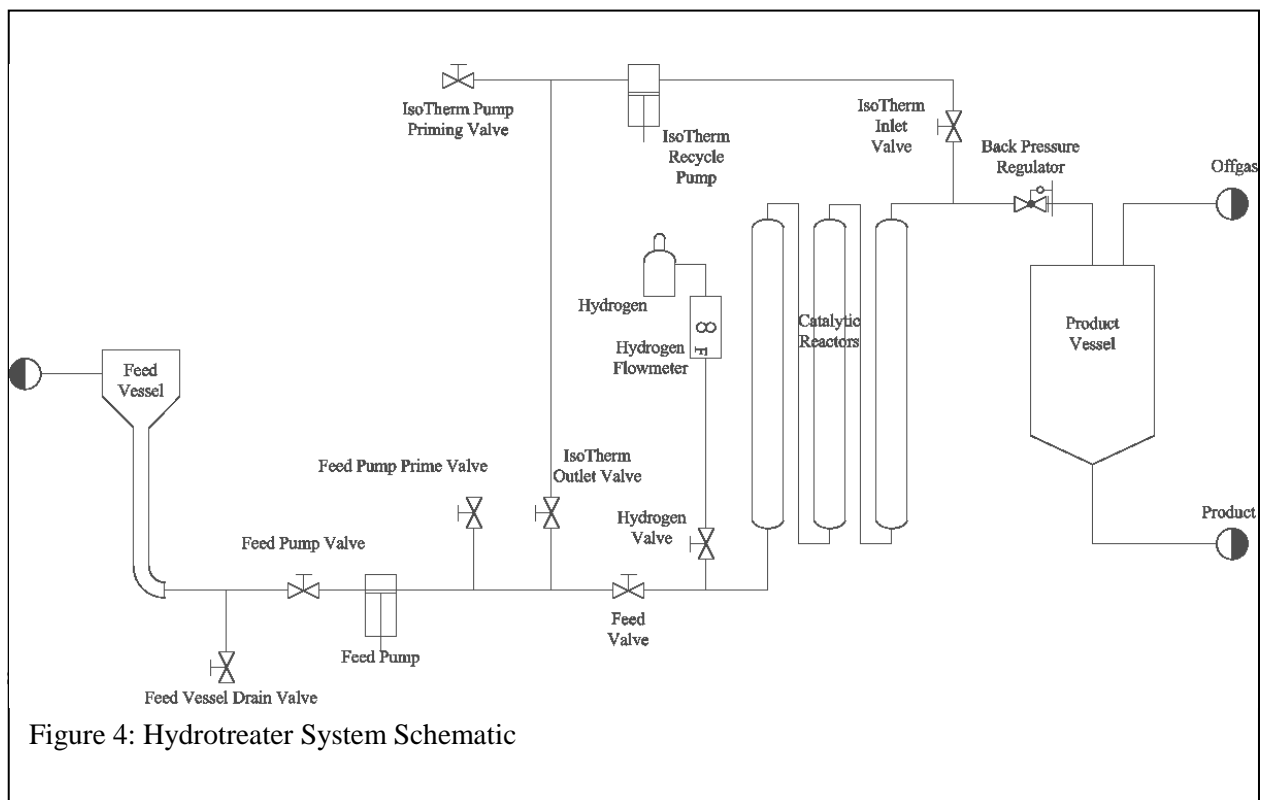 IsoTherm Pump
Priming Valve
IsoTherm
Recycle
Pump
IsoTherm
Inlet
Valve
Back Pressure
Regulator
Offgas
Hydrogen
8
F
Hydrogen
Flowmeter
Catalytic
Reactors
Product
Vessel
Feed
Vessel
Feed Pump Prime Valve
IsoTherm
Outlet Valve
Hydrogen
Valve
Product
Feed Pump Valve
Feed
Valve
Feed Pump
Feed Vessel Drain Valve
Figure 4: Hydrotreater System Schematic